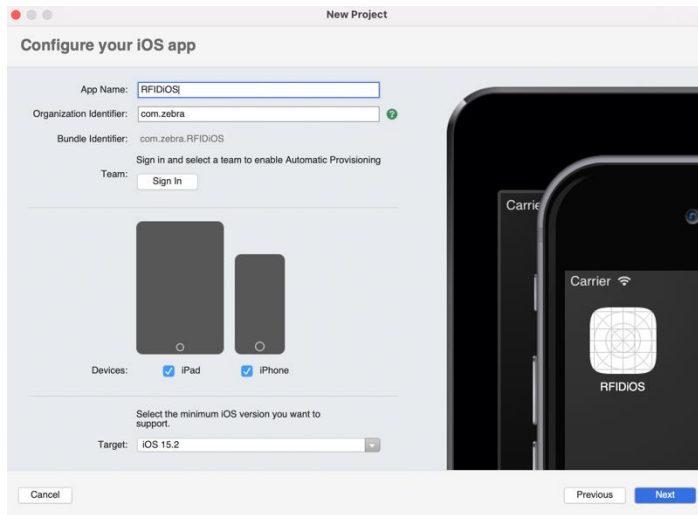 New Project
Configure your iOS app
App Name: RFIDiOS
Organization Identifier: com.zebra
?
Bundle Identifier: com.zebra.RFIDiOS
Sign in and select a team to enable Automatic Provisioning
Team:
Sign In
Devices: iPad iPhone
Select the minimum iOS version you want to
support.
Target: iOS 15.2
Carrie
Carrier
RFIDiOS
Cancel Previous Next